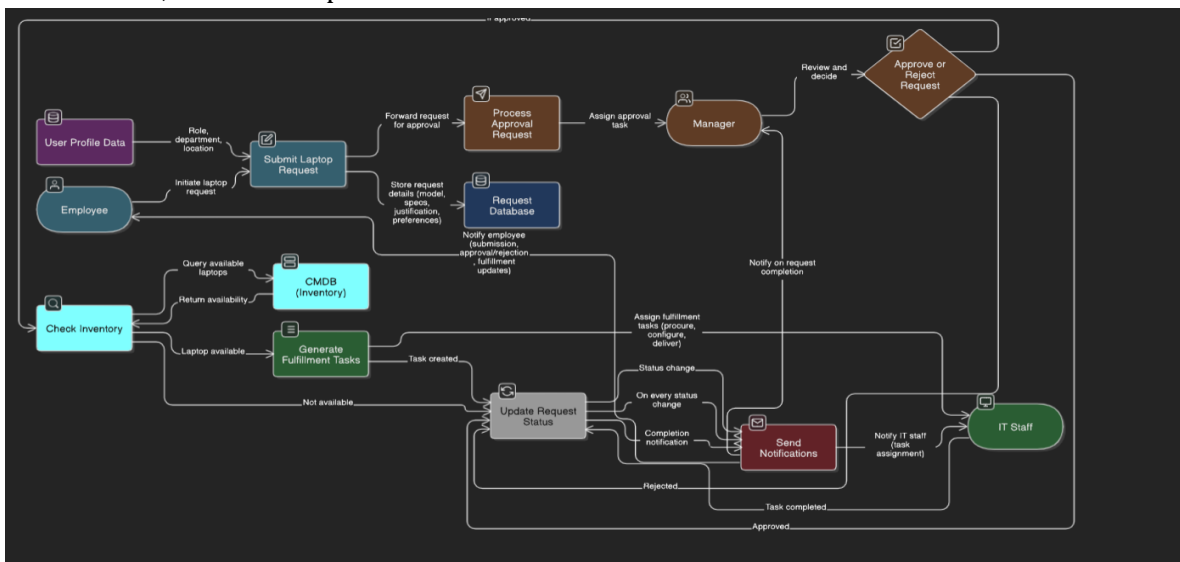 If approved
Approve or
Reject
Request
Review and
decide
Process
Approval
Request
Forward request
for approval
Assign approval
task
Manager
User Profile Data
Role,
department,
location
Submit Laptop
Request
Initiate laptop
request
Employee
Store request
details (model,
specs,
justification,
preferences)
Request
Database
Notify employee
(submission,
approval/rejection
, fulfillment
updates)
Notify on request
completion
Query available
laptops
CMDB
(Inventory)
Return availability
Check Inventory
Laptop available
Generate
Fulfillment Tasks
Assign fulfillment
tasks (procure,
configure,
deliver)
Task created
Status change
Not available
Update Request
Status
On every status
change
Completion
notification
Send
Notifications
Notify IT staff
(task
assignment)
IT Staff
Rejected
Task completed
Approved